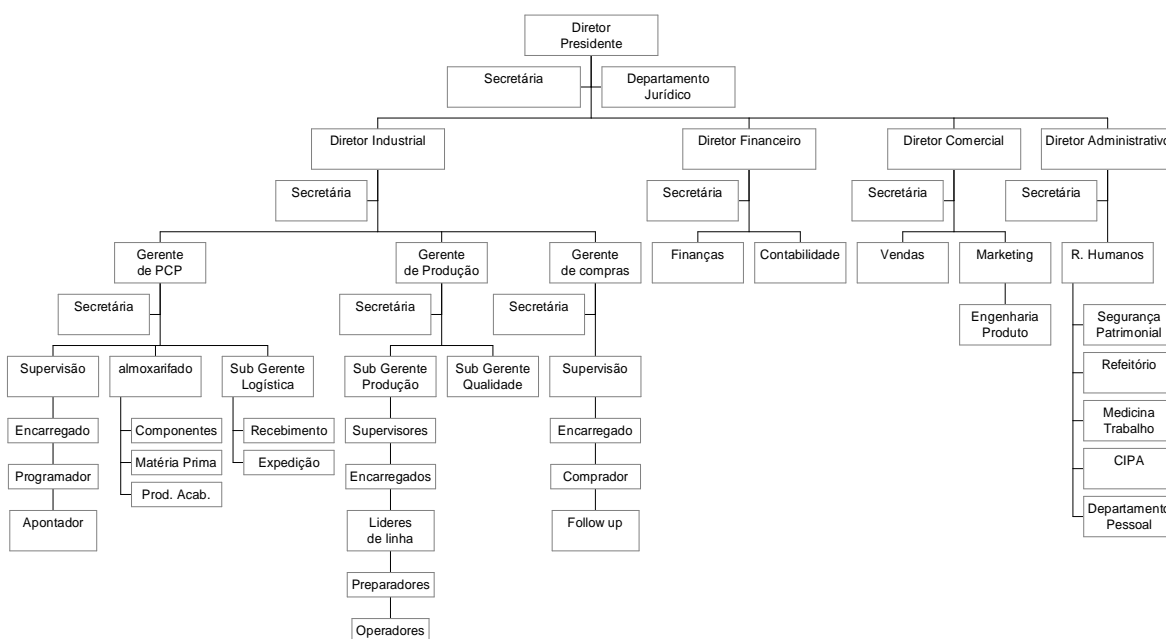 Diretor
Presidente
Secretária
Departamento
Jurídico
Diretor Industrial
Diretor Financeiro
Diretor Comercial
Diretor Administrativo
Secretária
Secretária
Secretária
Secretária
Gerente
de PCP
Gerente
de Produção
Gerente
de compras
Finanças
Contabilidade
Vendas
Marketing
R. Humanos
Secretária
Secretária
Secretária
Engenharia
Produto
Segurança
Patrimonial
Supervisão
almoxarifado
Sub Gerente
Logística
Sub Gerente
Produção
Sub Gerente
Qualidade
Supervisão
Refeitório
Encarregado
Componentes
Recebimento
Supervisores
Encarregado
Medicina
Trabalho
Programador
Matéria Prima
Expedição
Encarregados
Comprador
CIPA
Prod. Acab.
Apontador
Lideres
de linha
Follow up
Departamento
Pessoal
Preparadores
Operadores